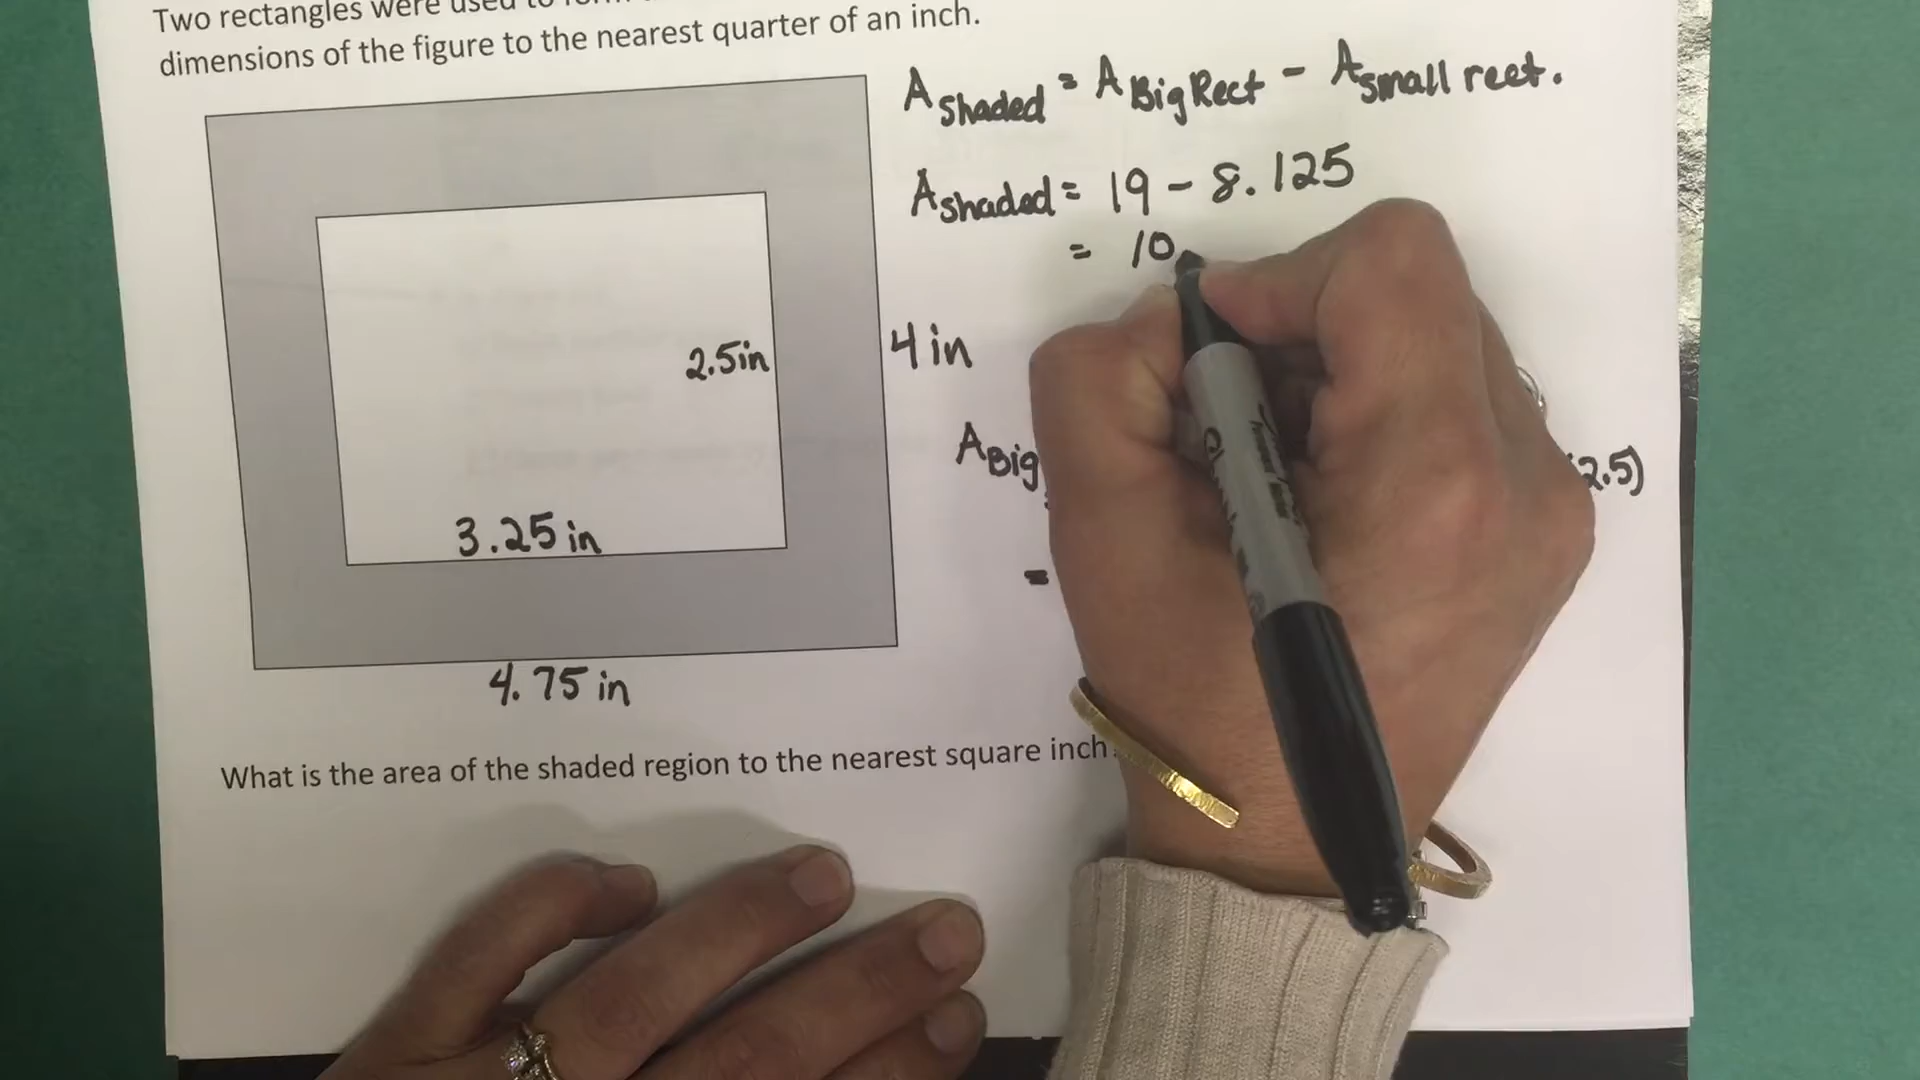 Two rectangles were used to
dimensions of the figure to the nearest quarter of an inch.
A shaded = A Big Rect - A small rect.
A shaded = 19 - 8.125
= 10.
2.5in
4 in
A Big
2.5)
3.25 in
=
4.75 in
What is the area of the shaded region to the nearest square inch